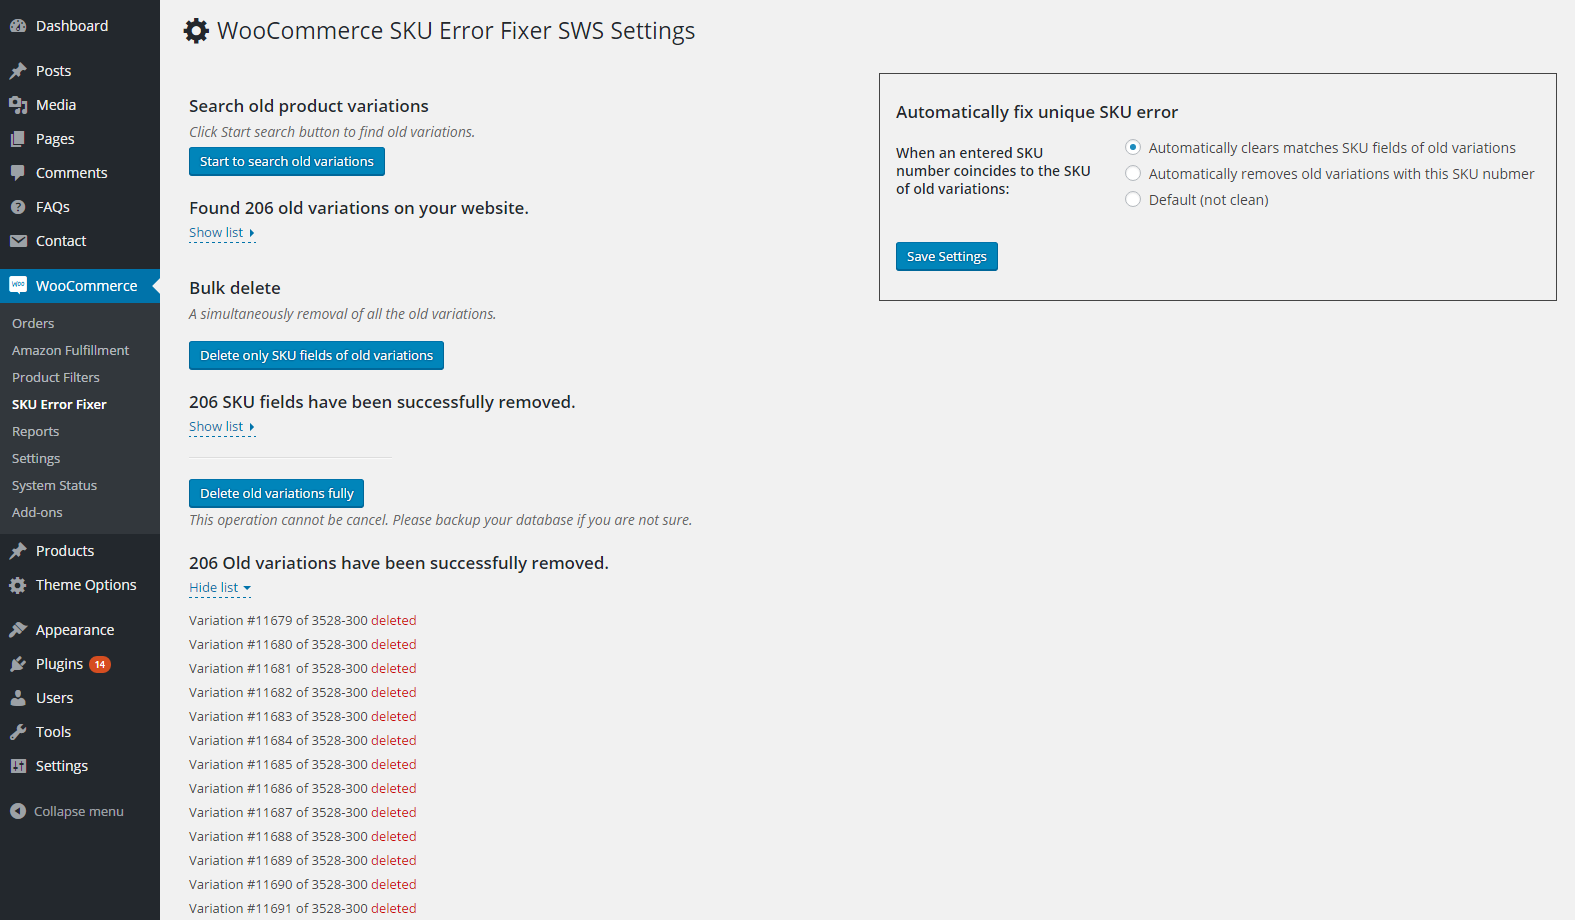 Dashboard
Posts
Media
Pages
Comments
FAQs
Contact
Woo
WooCommerce
Orders
Amazon Fulfillment
Product Filters
SKU Error Fixer
Reports
Settings
System Status
Add-ons
Products
Theme Options
Appearance
Plugins 14
Users
Tools
Settings
Collapse menu
WooCommerce SKU Error Fixer SWS Settings
Search old product variations
Click Start search button to find old variations.
Start to search old variations
Found 206 old variations on your website.
Show list
Bulk delete
A simultaneously removal of all the old variations.
Delete only SKU fields of old variations
206 SKU fields have been successfully removed.
Show list
Delete old variations fully
This operation cannot be cancel. Please backup your database if you are not sure.
206 Old variations have been successfully removed.
Hide list
Variation #11679 of 3528-300 deleted
Variation #11680 of 3528-300 deleted
Variation #11681 of 3528-300 deleted
Variation #11682 of 3528-300 deleted
Variation #11683 of 3528-300 deleted
Variation #11684 of 3528-300 deleted
Variation #11685 of 3528-300 deleted
Variation #11686 of 3528-300 deleted
Variation #11687 of 3528-300 deleted
Variation #11688 of 3528-300 deleted
Variation #11689 of 3528-300 deleted
Variation #11690 of 3528-300 deleted
Variation #11691 of 3528-300 deleted
Automatically fix unique SKU error
When an entered SKU
number coincides to the SKU
of old variations:
Automatically clears matches SKU fields of old variations
Automatically removes old variations with this SKU nubmer
Default (not clean)
Save Settings